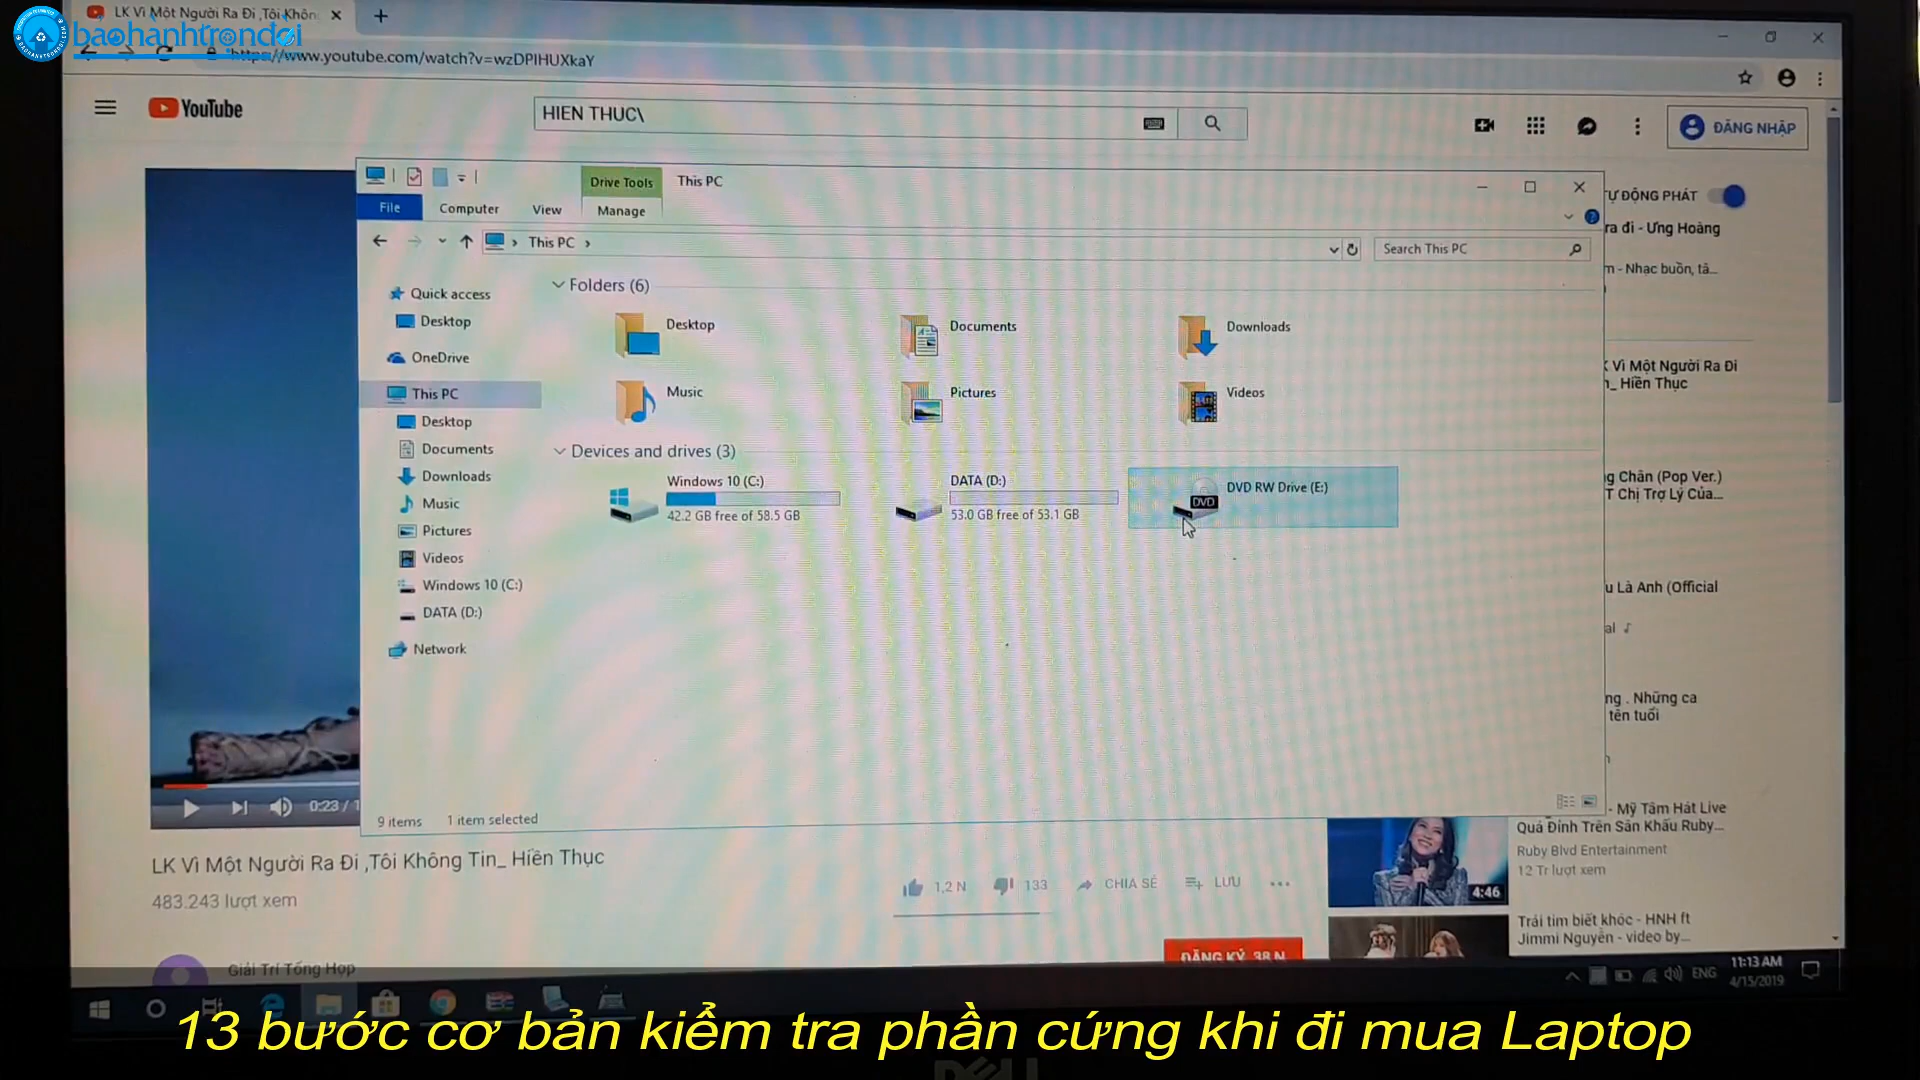 LK Vì Một Người Ra Đi ,Tôi Khôn
baohanhtrondoi
https://www.youtube.com/watch?v=wzDPIHUXkaY
YouTube
HIEN THUC\
ĐĂNG NHẬP
Drive Tools
This PC
File
Computer
View
Manage
This PC
Search This PC
Quick access
Desktop
OneDrive
This PC
Desktop
Documents
Downloads
Music
Pictures
Videos
Windows 10 (C:)
DATA (D:)
Network
Folders (6)
Desktop
Documents
Downloads
Music
Pictures
Videos
Devices and drives (3)
Windows 10 (C:)
42.2 GB free of 58.5 GB
DATA (D:)
53.0 GB free of 53.1 GB
DVD RW Drive (E:)
DVD
9 items
1 item selected
Ự ĐỘNG PHÁT
ra đi - Ưng Hoàng
m - Nhạc buồn, tâ...
K Vì Một Người Ra Đi
n_ Hiền Thục
g Chân (Pop Ver.)
T Chị Trợ Lý Của...
u Là Anh (Official
al ♪
ng . Những ca
tên tuổi
- Mỹ Tâm Hát Live
Quá Đỉnh Trên Sân Khấu Ruby...
Ruby Blvd Entertainment
12 Tr lượt xem
4:46
Trái tim biết khóc - HNH ft
Jimmi Nguyễn - video by...
0:23 / 1
LK Vì Một Người Ra Đi ,Tôi Không Tin_ Hiền Thục
483.243 lượt xem
1,2 N
133
CHIA SẺ
LƯU
Giải Trí Tổng Hợp
ĐĂNG KÝ 38 N
ENG
11:13 AM
4/15/2019
13 bước cơ bản kiểm tra phần cứng khi đi mua Laptop
DELL